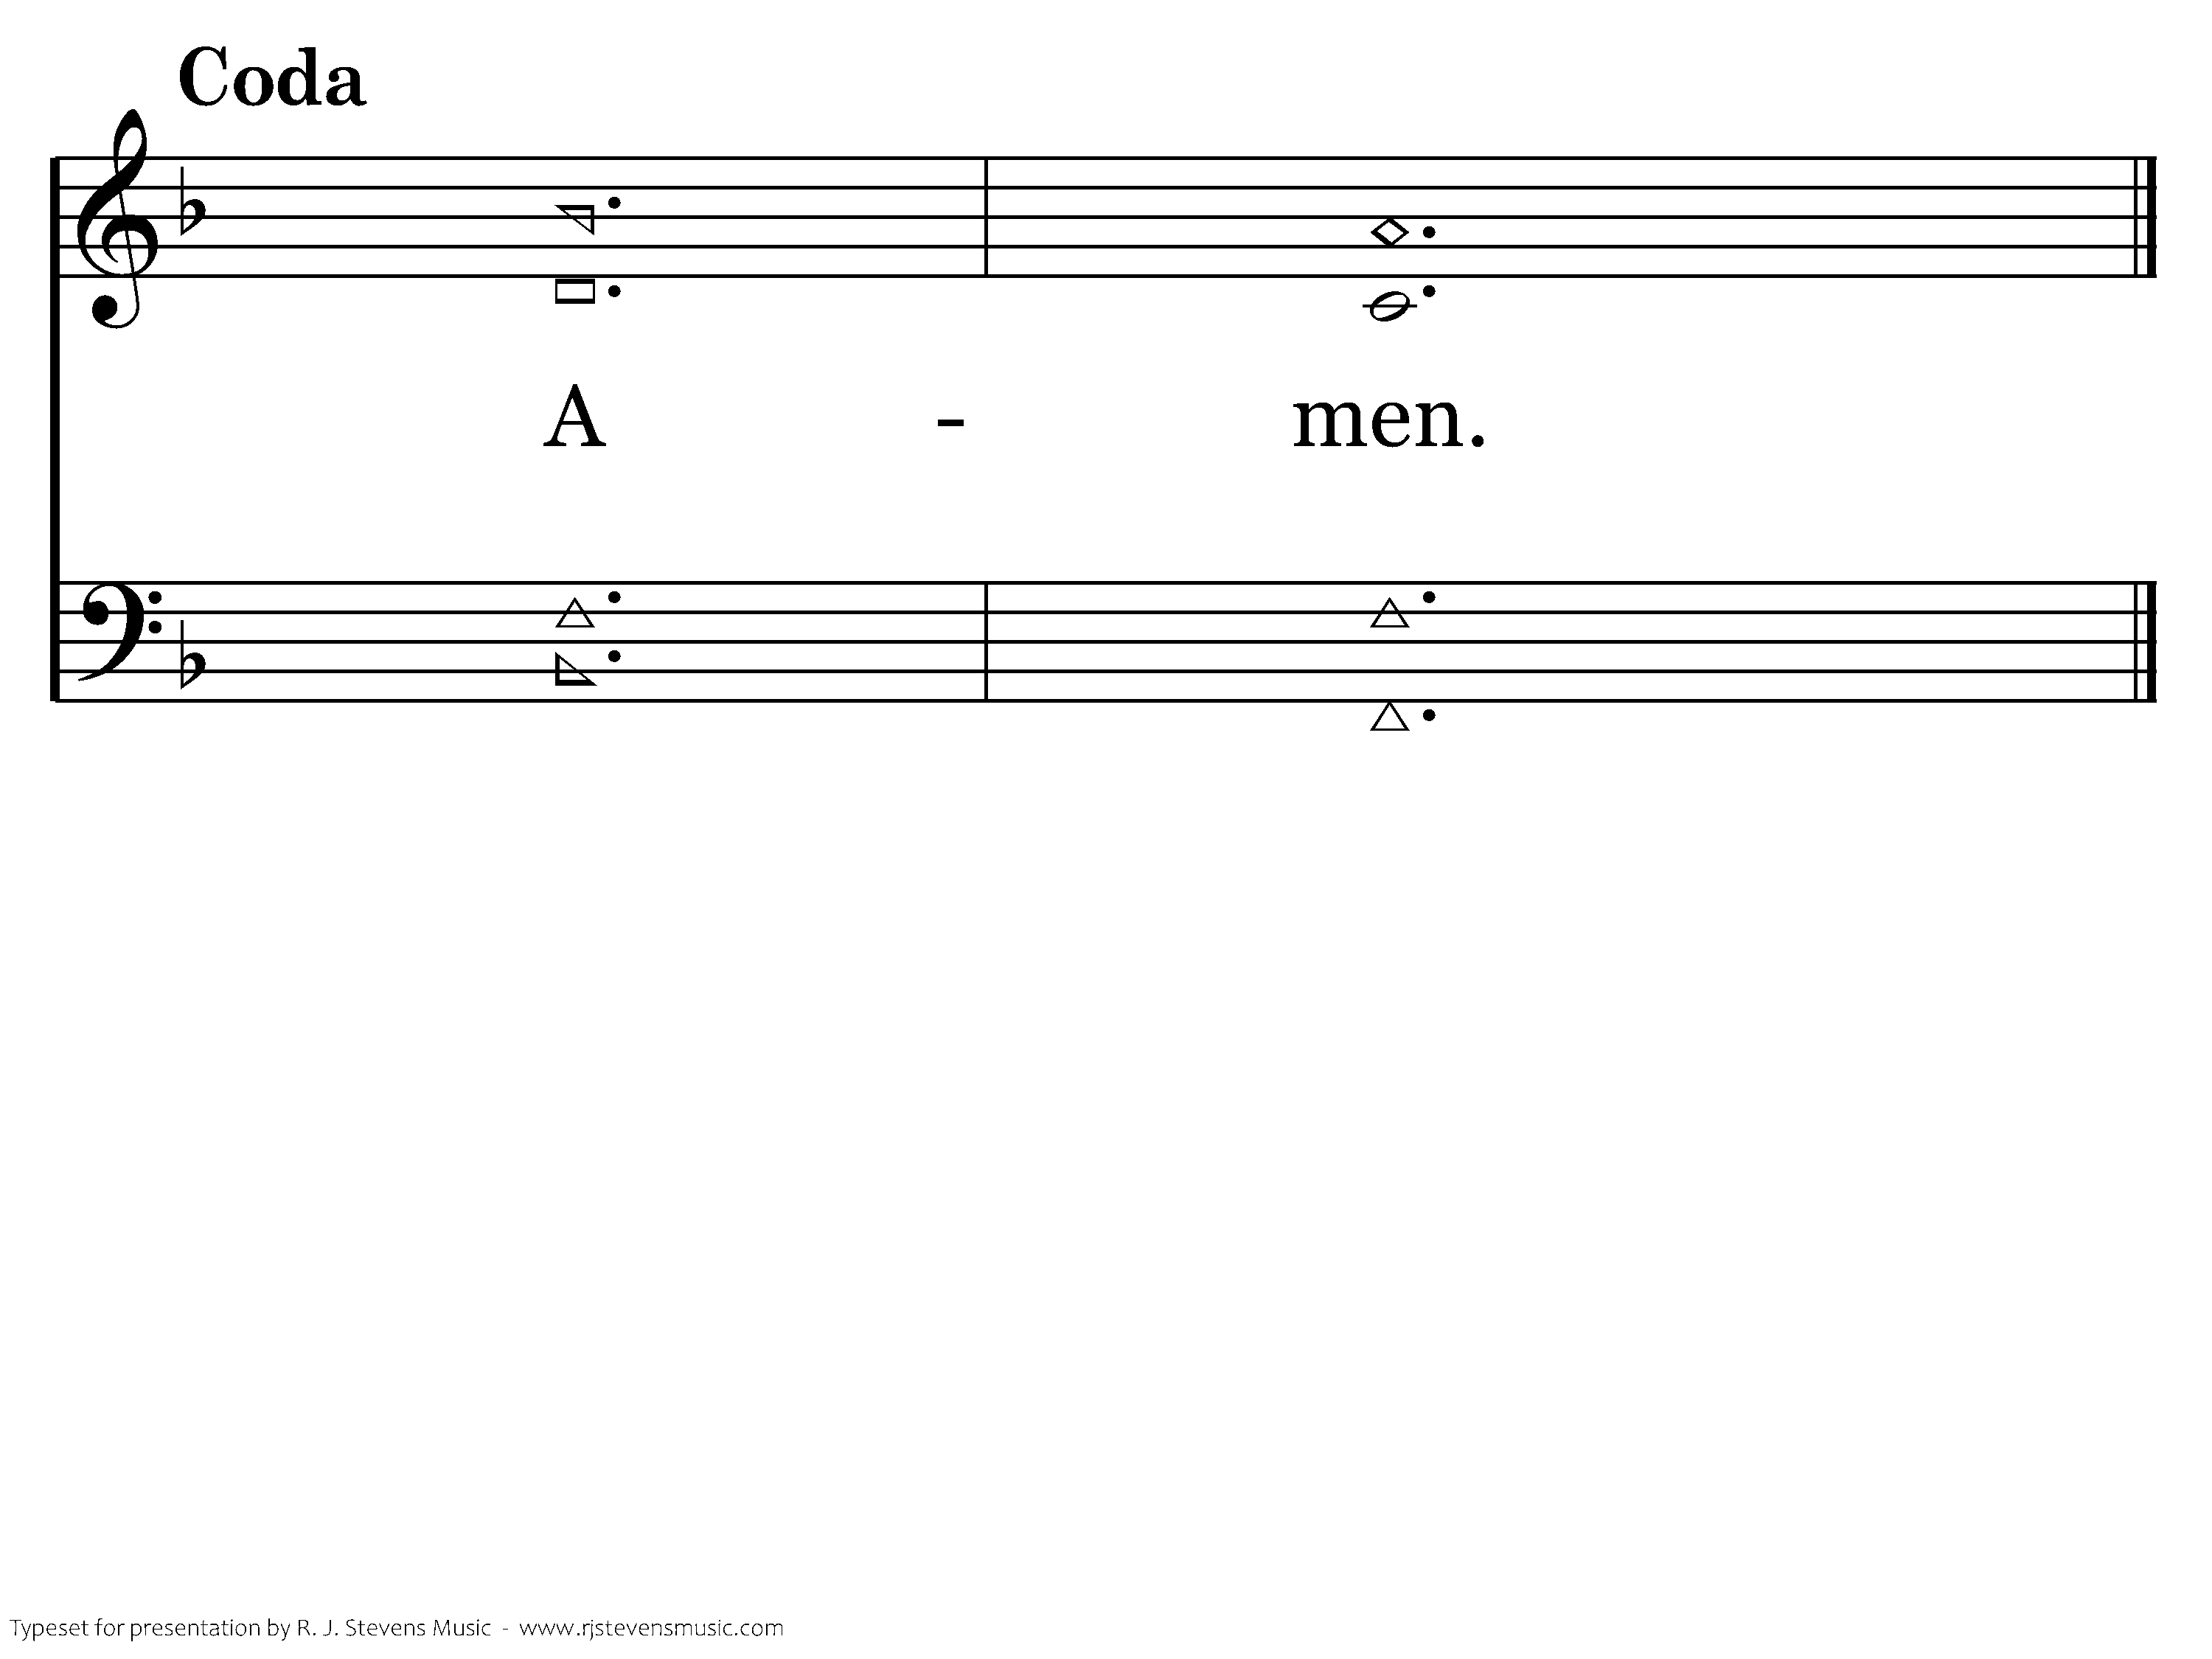 Coda
A - men.
Typeset for presentation by R. J. Stevens Music - www.rjstevensmusic.com